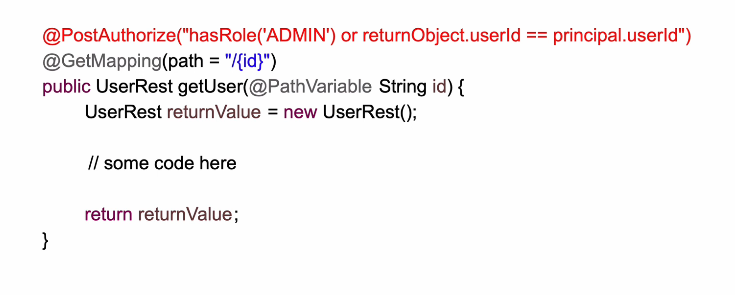 @PostAuthorize("hasRole('ADMIN') or returnObject.userId == principal.userId")
@GetMapping(path = "/{id}")
public UserRest getUser(@PathVariable String id) {
UserRest returnValue = new UserRest();
// some code here
return returnValue;
}